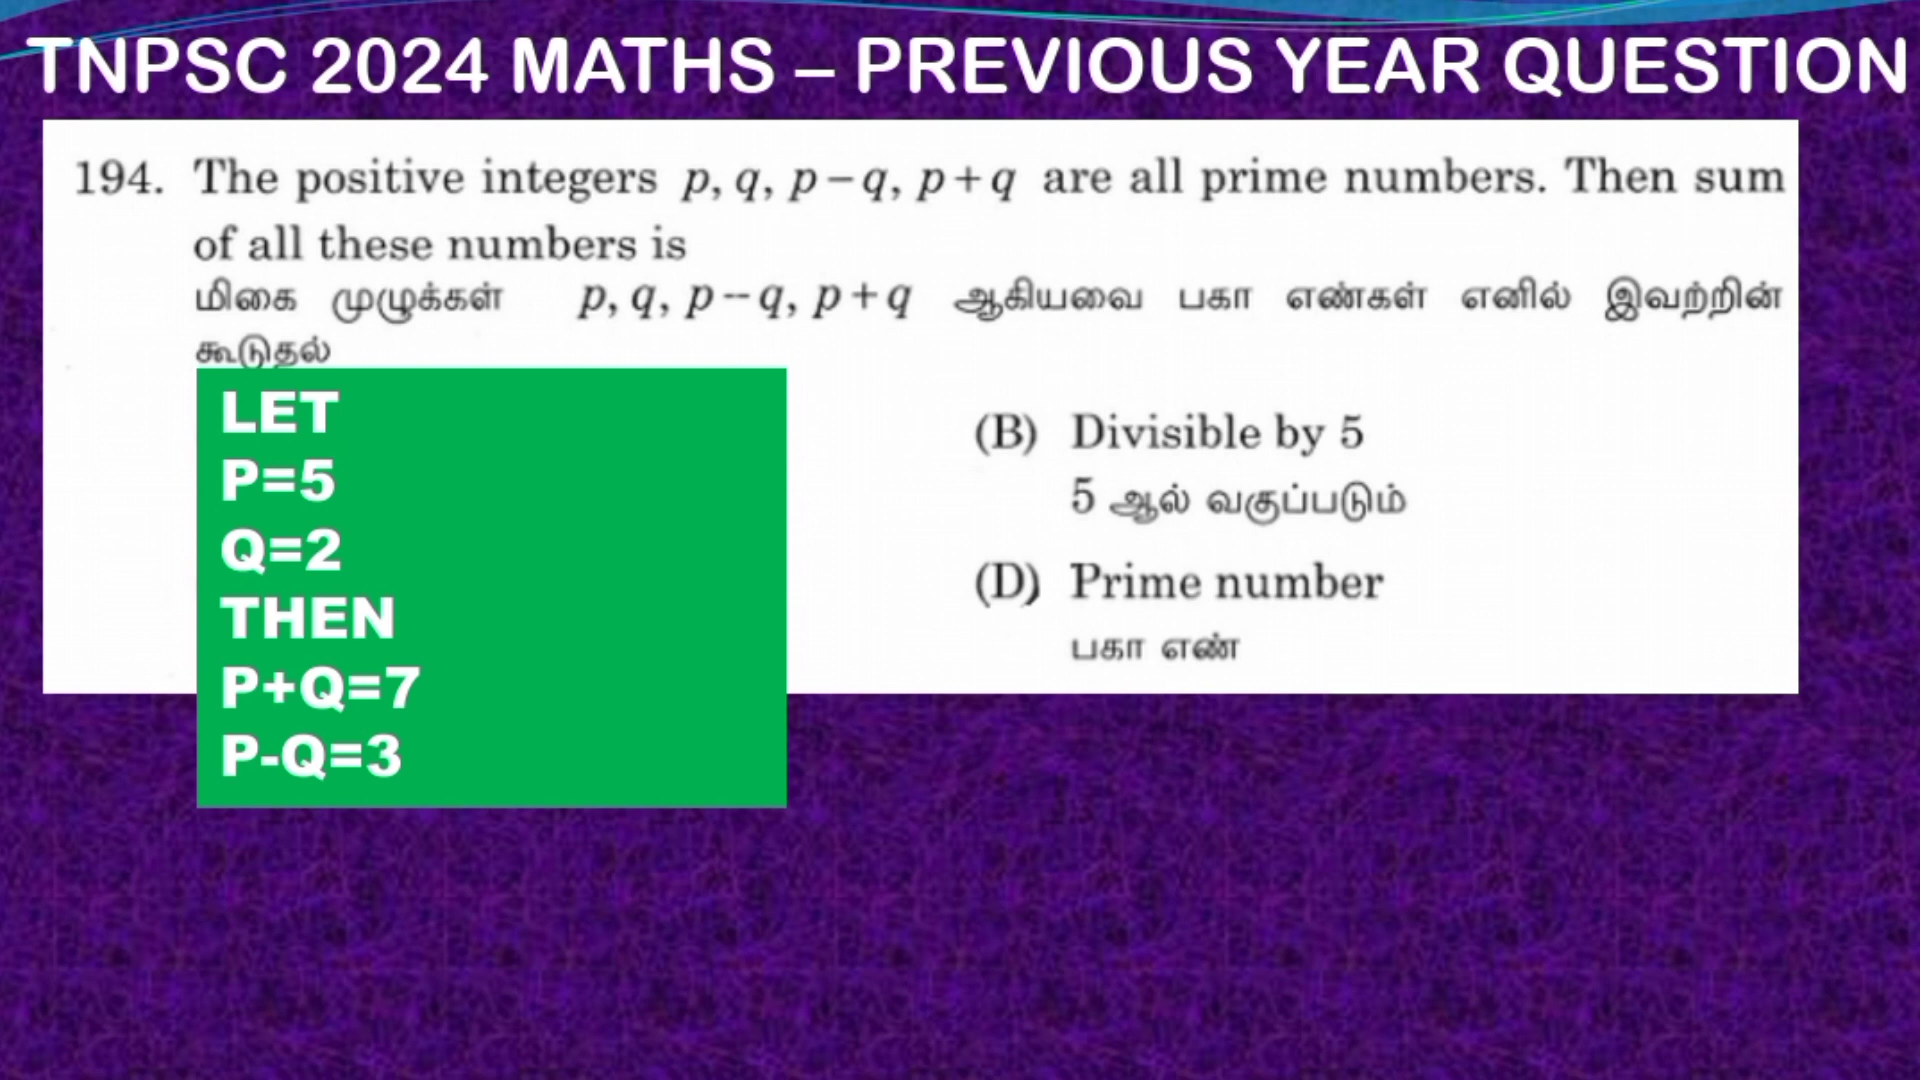 TNPSC 2024 MATHS – PREVIOUS YEAR QUESTION
194. The positive integers p, q, p−q, p+q are all prime numbers. Then sum
of all these numbers is
மிகை முழுக்கள் p, q, p−q, p+q ஆகியவை பகா எண்கள் எனில் இவற்றின்
கூடுதல்
LET
P=5
Q=2
THEN
P+Q=7
P-Q=3
(B) Divisible by 5
5 ஆல் வகுப்படும்
(D) Prime number
பகா எண்